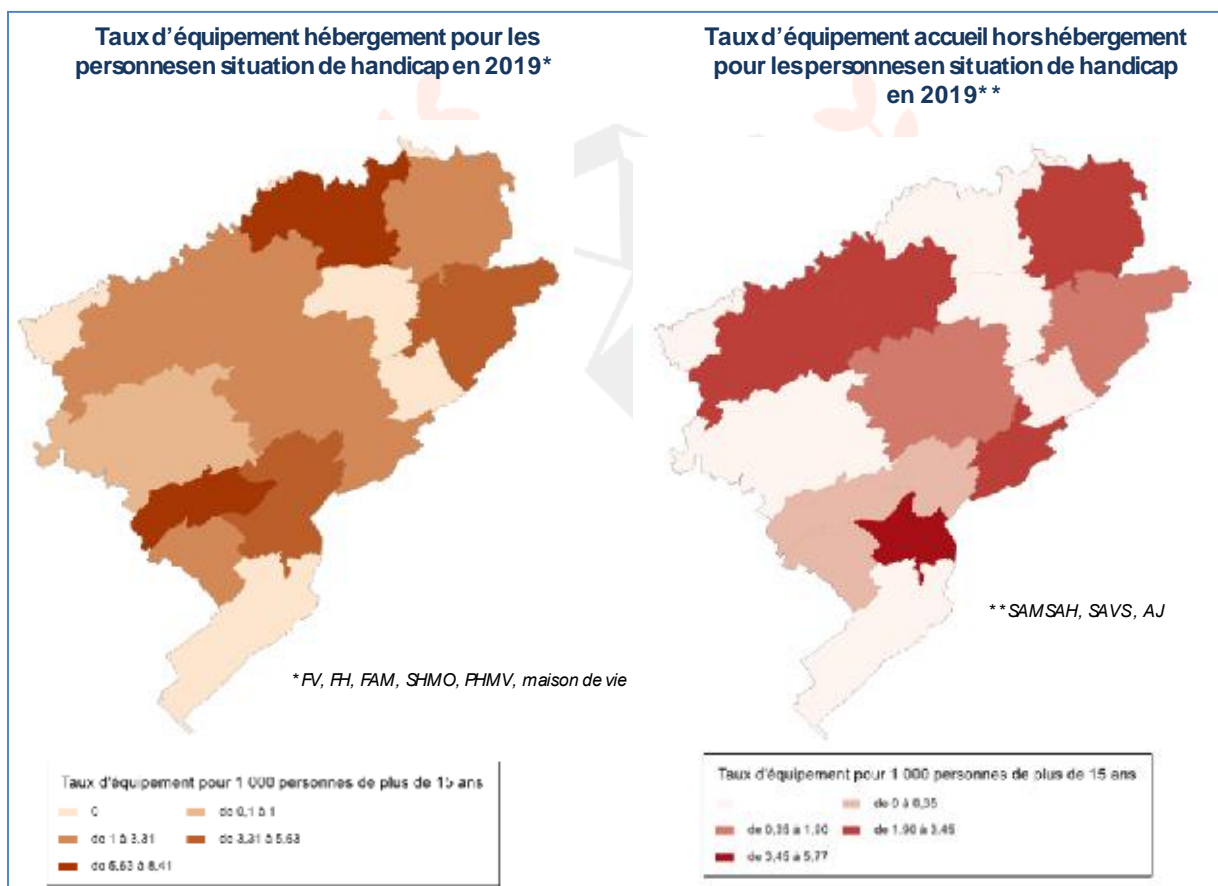 Taux d'équipement hébergement pour les
personnes en situation de handicap en 2019*
Taux d'équipement accueil hors hébergement
pour les personnes en situation de handicap
en 2019**
**SAMSAH, SAVS, AJ
*FV, FH, FAM, SHMO, PHMV, maison de vie
Taux d'équipement pour 1 000 personnes de plus de 15 ans
0
de 0,1 à 1
de 1 à 3,31
de 3,31 à 5,63
de 5,63 à 8,41
Taux d'équipement pour 1 000 personnes de plus de 15 ans
de 0 à 0,35
de 0,35 à 1,90
de 1,90 à 3,45
de 3,45 à 5,77